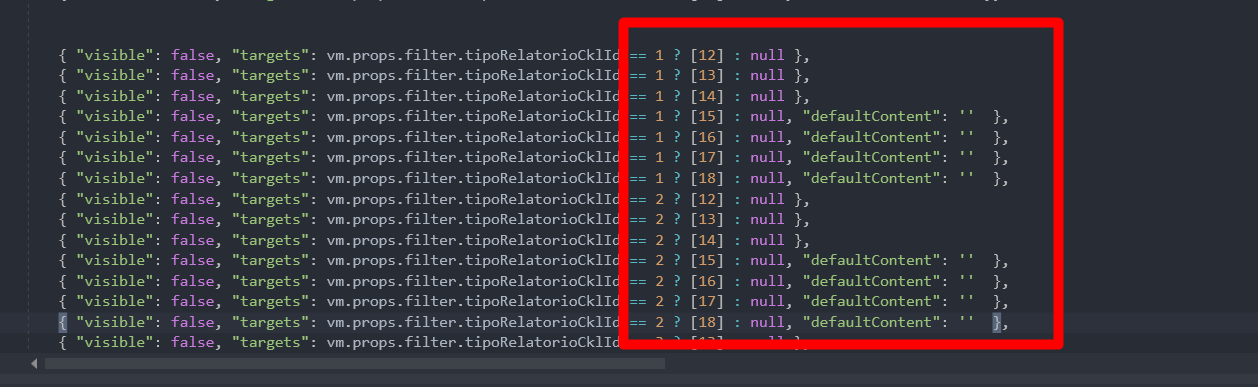 { "visible": false, "targets": vm.props.filter.tipoRelatorioCklId == 1 ? [12] : null },
{ "visible": false, "targets": vm.props.filter.tipoRelatorioCklId == 1 ? [13] : null },
{ "visible": false, "targets": vm.props.filter.tipoRelatorioCklId == 1 ? [14] : null },
{ "visible": false, "targets": vm.props.filter.tipoRelatorioCklId == 1 ? [15] : null, "defaultContent": ''  },
{ "visible": false, "targets": vm.props.filter.tipoRelatorioCklId == 1 ? [16] : null, "defaultContent": ''  },
{ "visible": false, "targets": vm.props.filter.tipoRelatorioCklId == 1 ? [17] : null, "defaultContent": ''  },
{ "visible": false, "targets": vm.props.filter.tipoRelatorioCklId == 1 ? [18] : null, "defaultContent": ''  },
{ "visible": false, "targets": vm.props.filter.tipoRelatorioCklId == 2 ? [12] : null },
{ "visible": false, "targets": vm.props.filter.tipoRelatorioCklId == 2 ? [13] : null },
{ "visible": false, "targets": vm.props.filter.tipoRelatorioCklId == 2 ? [14] : null },
{ "visible": false, "targets": vm.props.filter.tipoRelatorioCklId == 2 ? [15] : null, "defaultContent": ''  },
{ "visible": false, "targets": vm.props.filter.tipoRelatorioCklId == 2 ? [16] : null, "defaultContent": ''  },
{ "visible": false, "targets": vm.props.filter.tipoRelatorioCklId == 2 ? [17] : null, "defaultContent": ''  },
{ "visible": false, "targets": vm.props.filter.tipoRelatorioCklId == 2 ? [18] : null, "defaultContent": ''  },
{ "visible": false, "targets": vm.props.filter.tipoRelatorioCklId